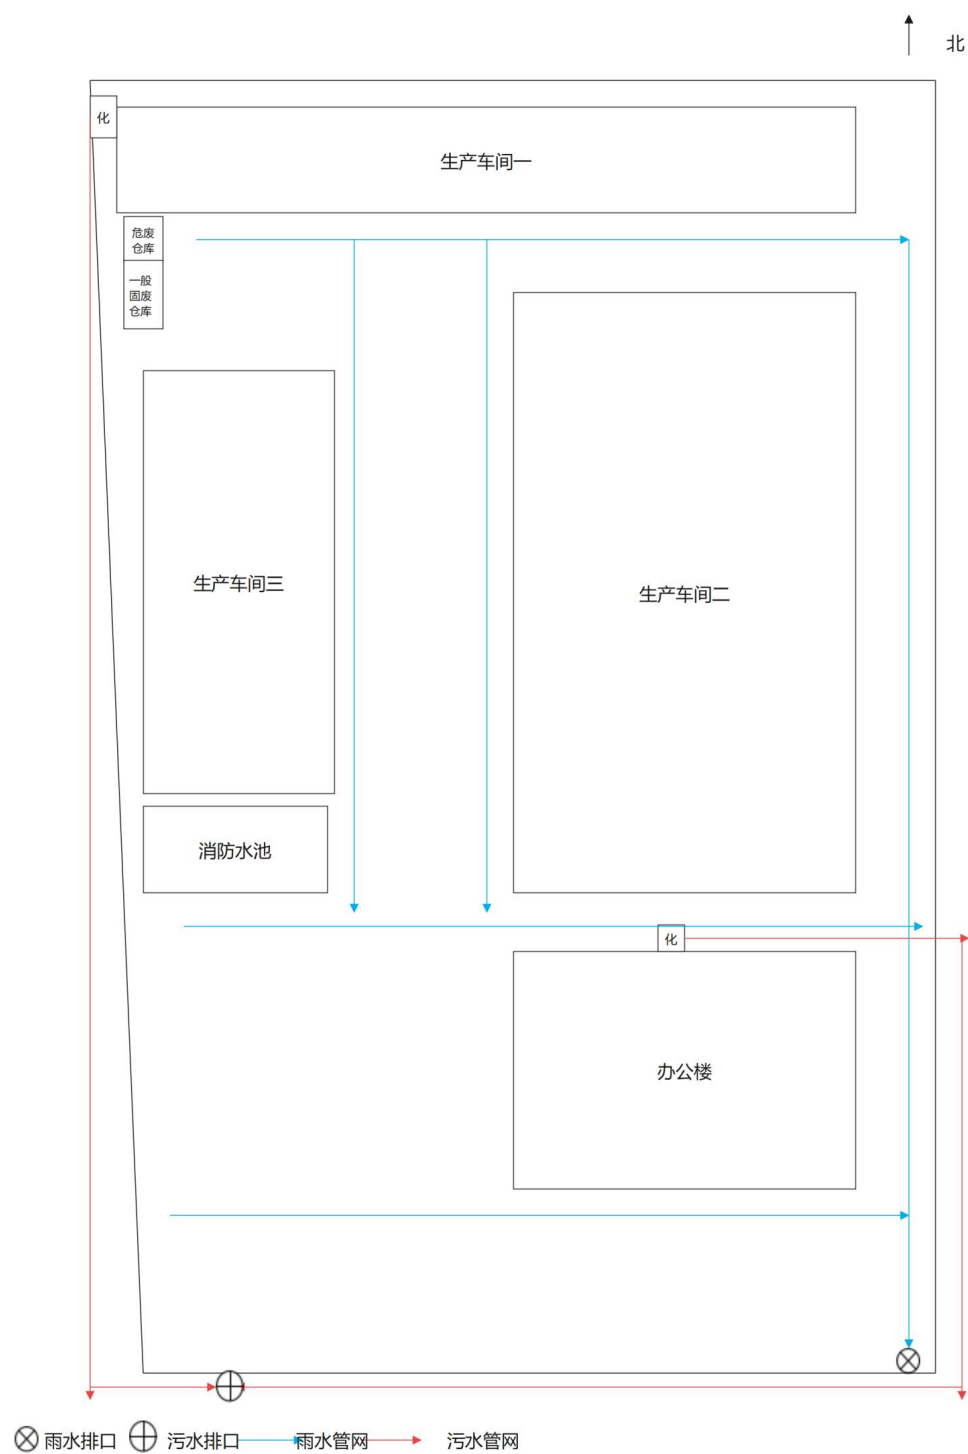 北
化
生产车间一
危废
仓库
一般
固废
仓库
生产车间三
生产车间二
消防水池
化
办公楼
雨水排口 污水排口 雨水管网 污水管网